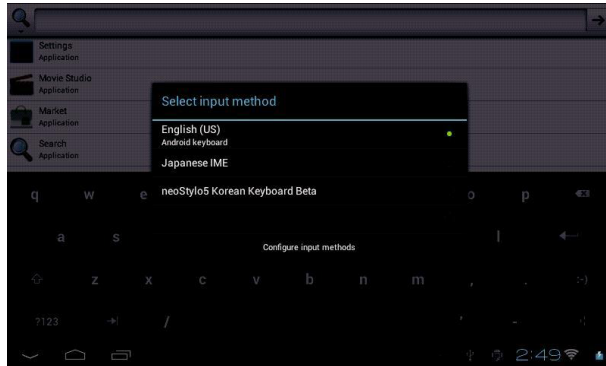 Settings
Application
Movie Studio
Application
Market
Application
Search
Application
Select input method
English (US)
Android keyboard
Japanese IME
neoStylo5 Korean Keyboard Beta
Configure input methods
q w e o p
a s l
z x c v b n m , . :-)
?123 / ' -
2:49